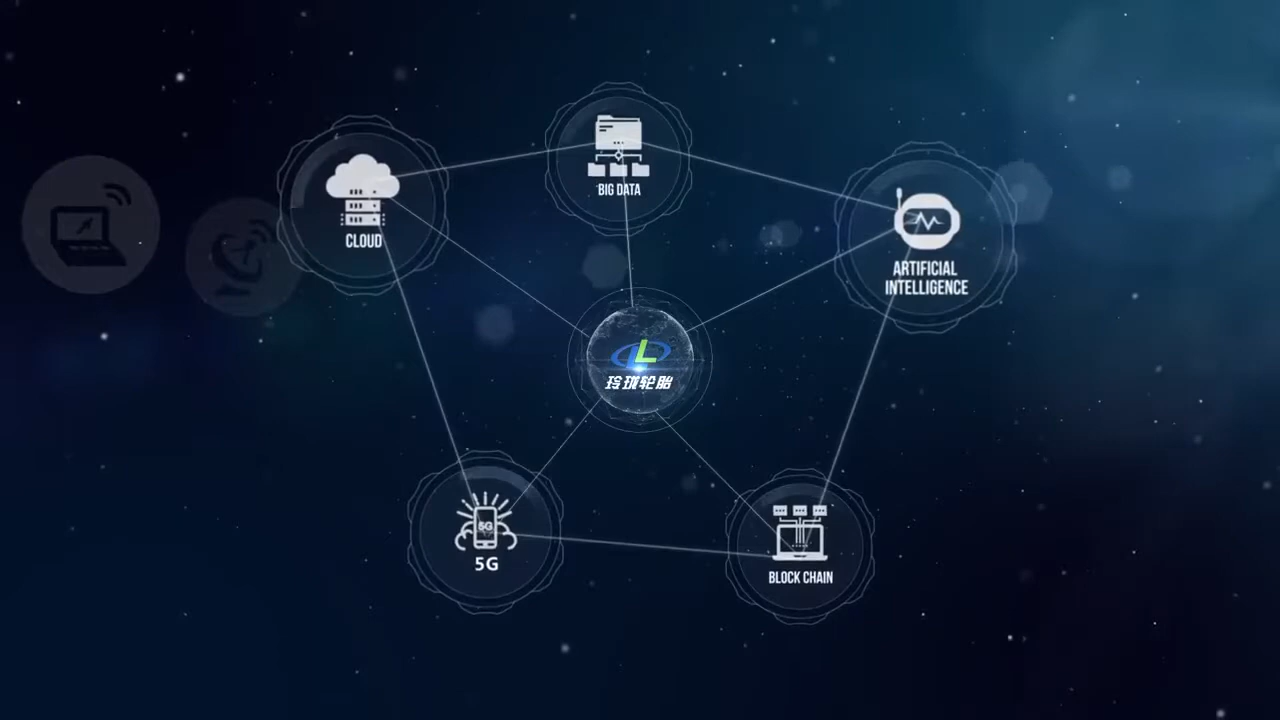 BIG DATA
CLOUD
ARTIFICIAL
INTELLIGENCE
玲珑轮胎
5G
5G
BLOCK CHAIN